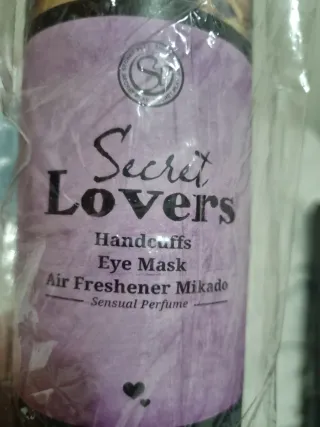 Secret
Lovers
Handcuffs
Eye Mask
Air Freshener Mikado
Sensual Perfume